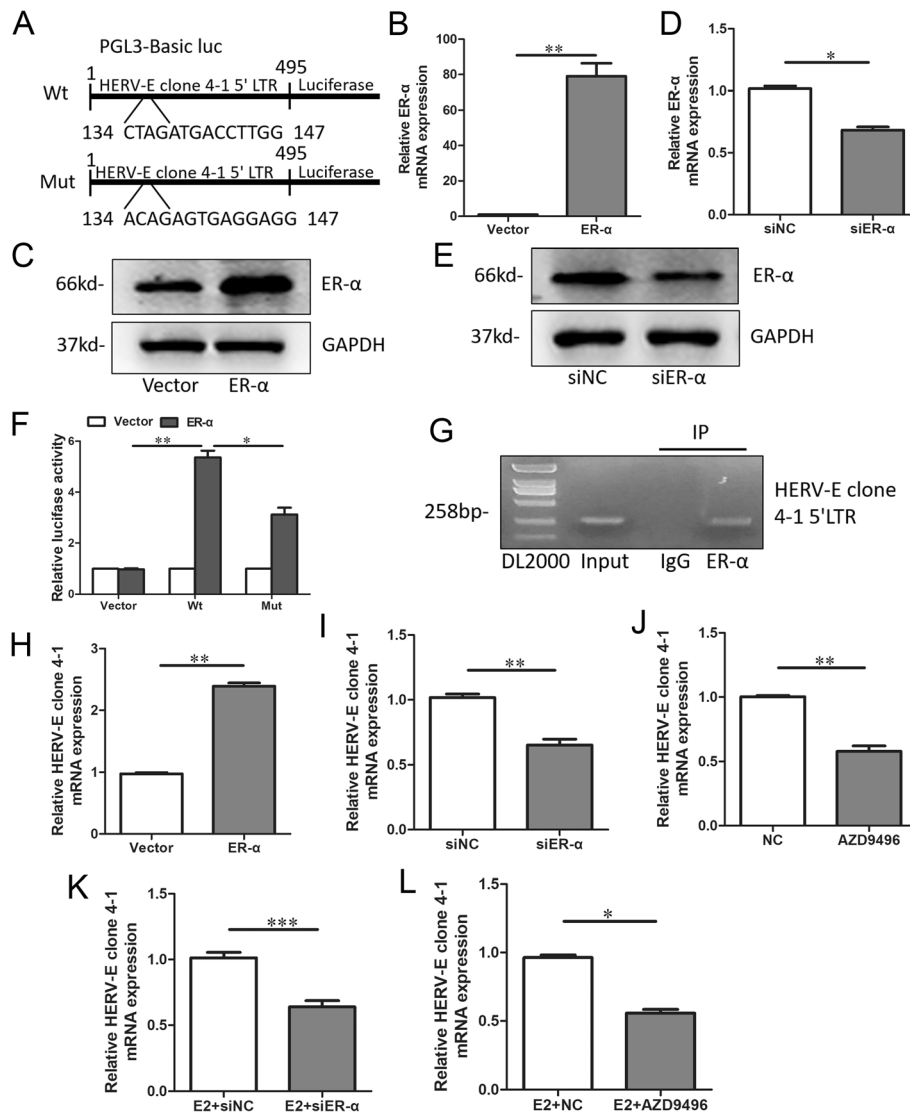 A
PGL3-Basic luc
1 495
Wt HERV-E clone 4-1 5' LTR Luciferase
134 CTAGATGACCTTGG 147
1 495
Mut HERV-E clone 4-1 5' LTR Luciferase
134 ACAGAGTGAGGAGG 147
B
Relative ER-α
mRNA expression
100
80
60
40
20
0
**
Vector ER-α
D
Relative ER-α
mRNA expression
1.5
1.0
0.5
0.0
*
siNC siER-α
C
66kd- ER-α
37kd- GAPDH
Vector ER-α
E
66kd- ER-α
37kd- GAPDH
siNC siER-α
F
Vector ER-α
Relative lucifase activity
6
4
2
0
** *
Vector Wt Mut
G
IP
258bp-
HERV-E clone
4-1 5'LTR
DL2000 Input IgG ER-α
H
Relative HERV-E clone 4-1
mRNA expression
3
2
1
0
**
Vector ER-α
I
Relative HERV-E clone 4-1
mRNA expression
1.5
1.0
0.5
0.0
**
siNC siER-α
J
Relative HERV-E clone 4-1
mRNA expression
1.5
1.0
0.5
0.0
**
NC AZD9496
K
Relative HERV-E clone 4-1
mRNA expression
1.5
1.0
0.5
0.0
***
E2+siNC E2+siER-α
L
Relative HERV-E clone 4-1
mRNA expression
1.5
1.0
0.5
0.0
*
E2+NC E2+AZD9496